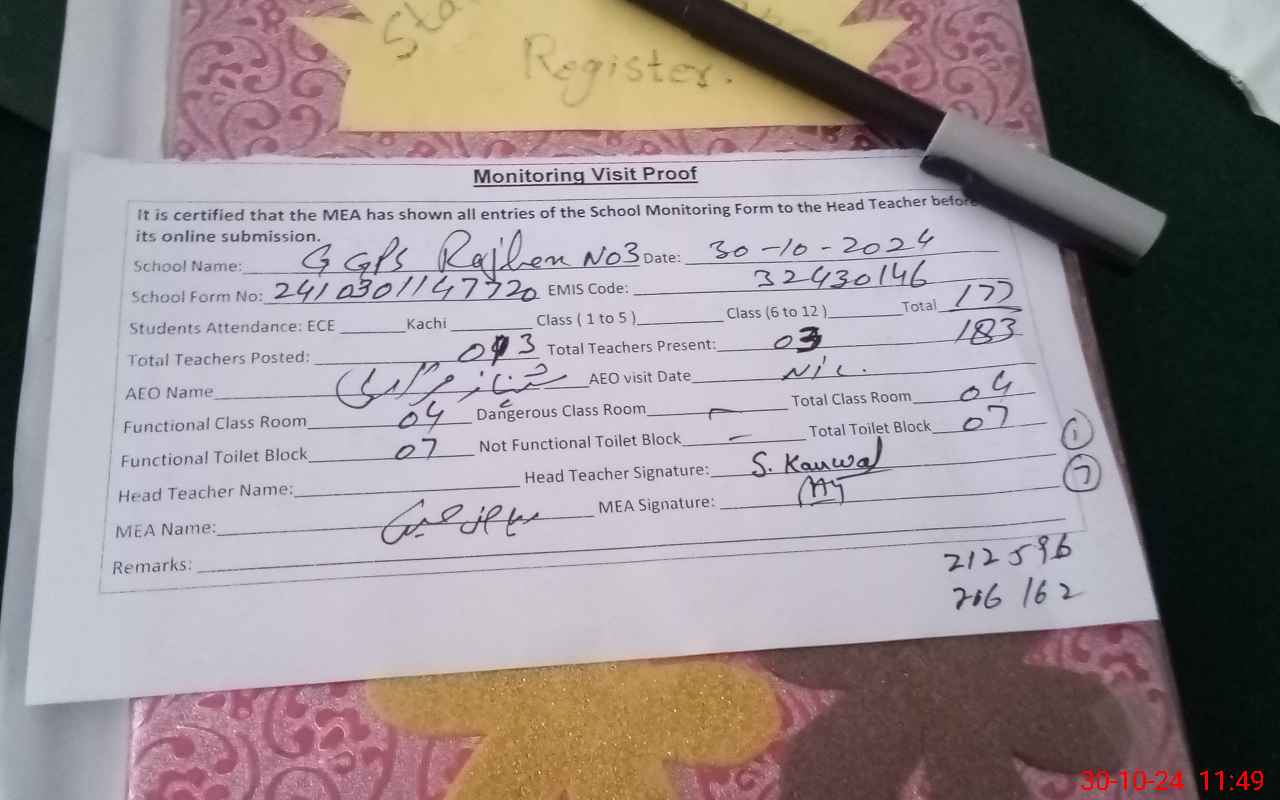 Register.
Monitoring Visit Proof
It is certified that the MEA has shown all entries of the School Monitoring Form to the Head Teacher before
its online submission.
School Name: G GPS No3 Date: 30-10-2024
School Form No: 2410301147720 EMIS Code: 32430146
Students Attendance: ECE Kachi Class ( 1 to 5 ) Class (6 to 12 ) Total 177
183
Total Teachers Posted: 3 Total Teachers Present: 03
AEO Name AEO visit Date Nil.
Functional Class Room 04 Dangerous Class Room — Total Class Room 04
Functional Toilet Block 07 Not Functional Toilet Block — Total Toilet Block 07
1
Head Teacher Name: Head Teacher Signature: S. Kanwal
7
MEA Name: MEA Signature:
Remarks:
212596
206162
30-10-24 11:49